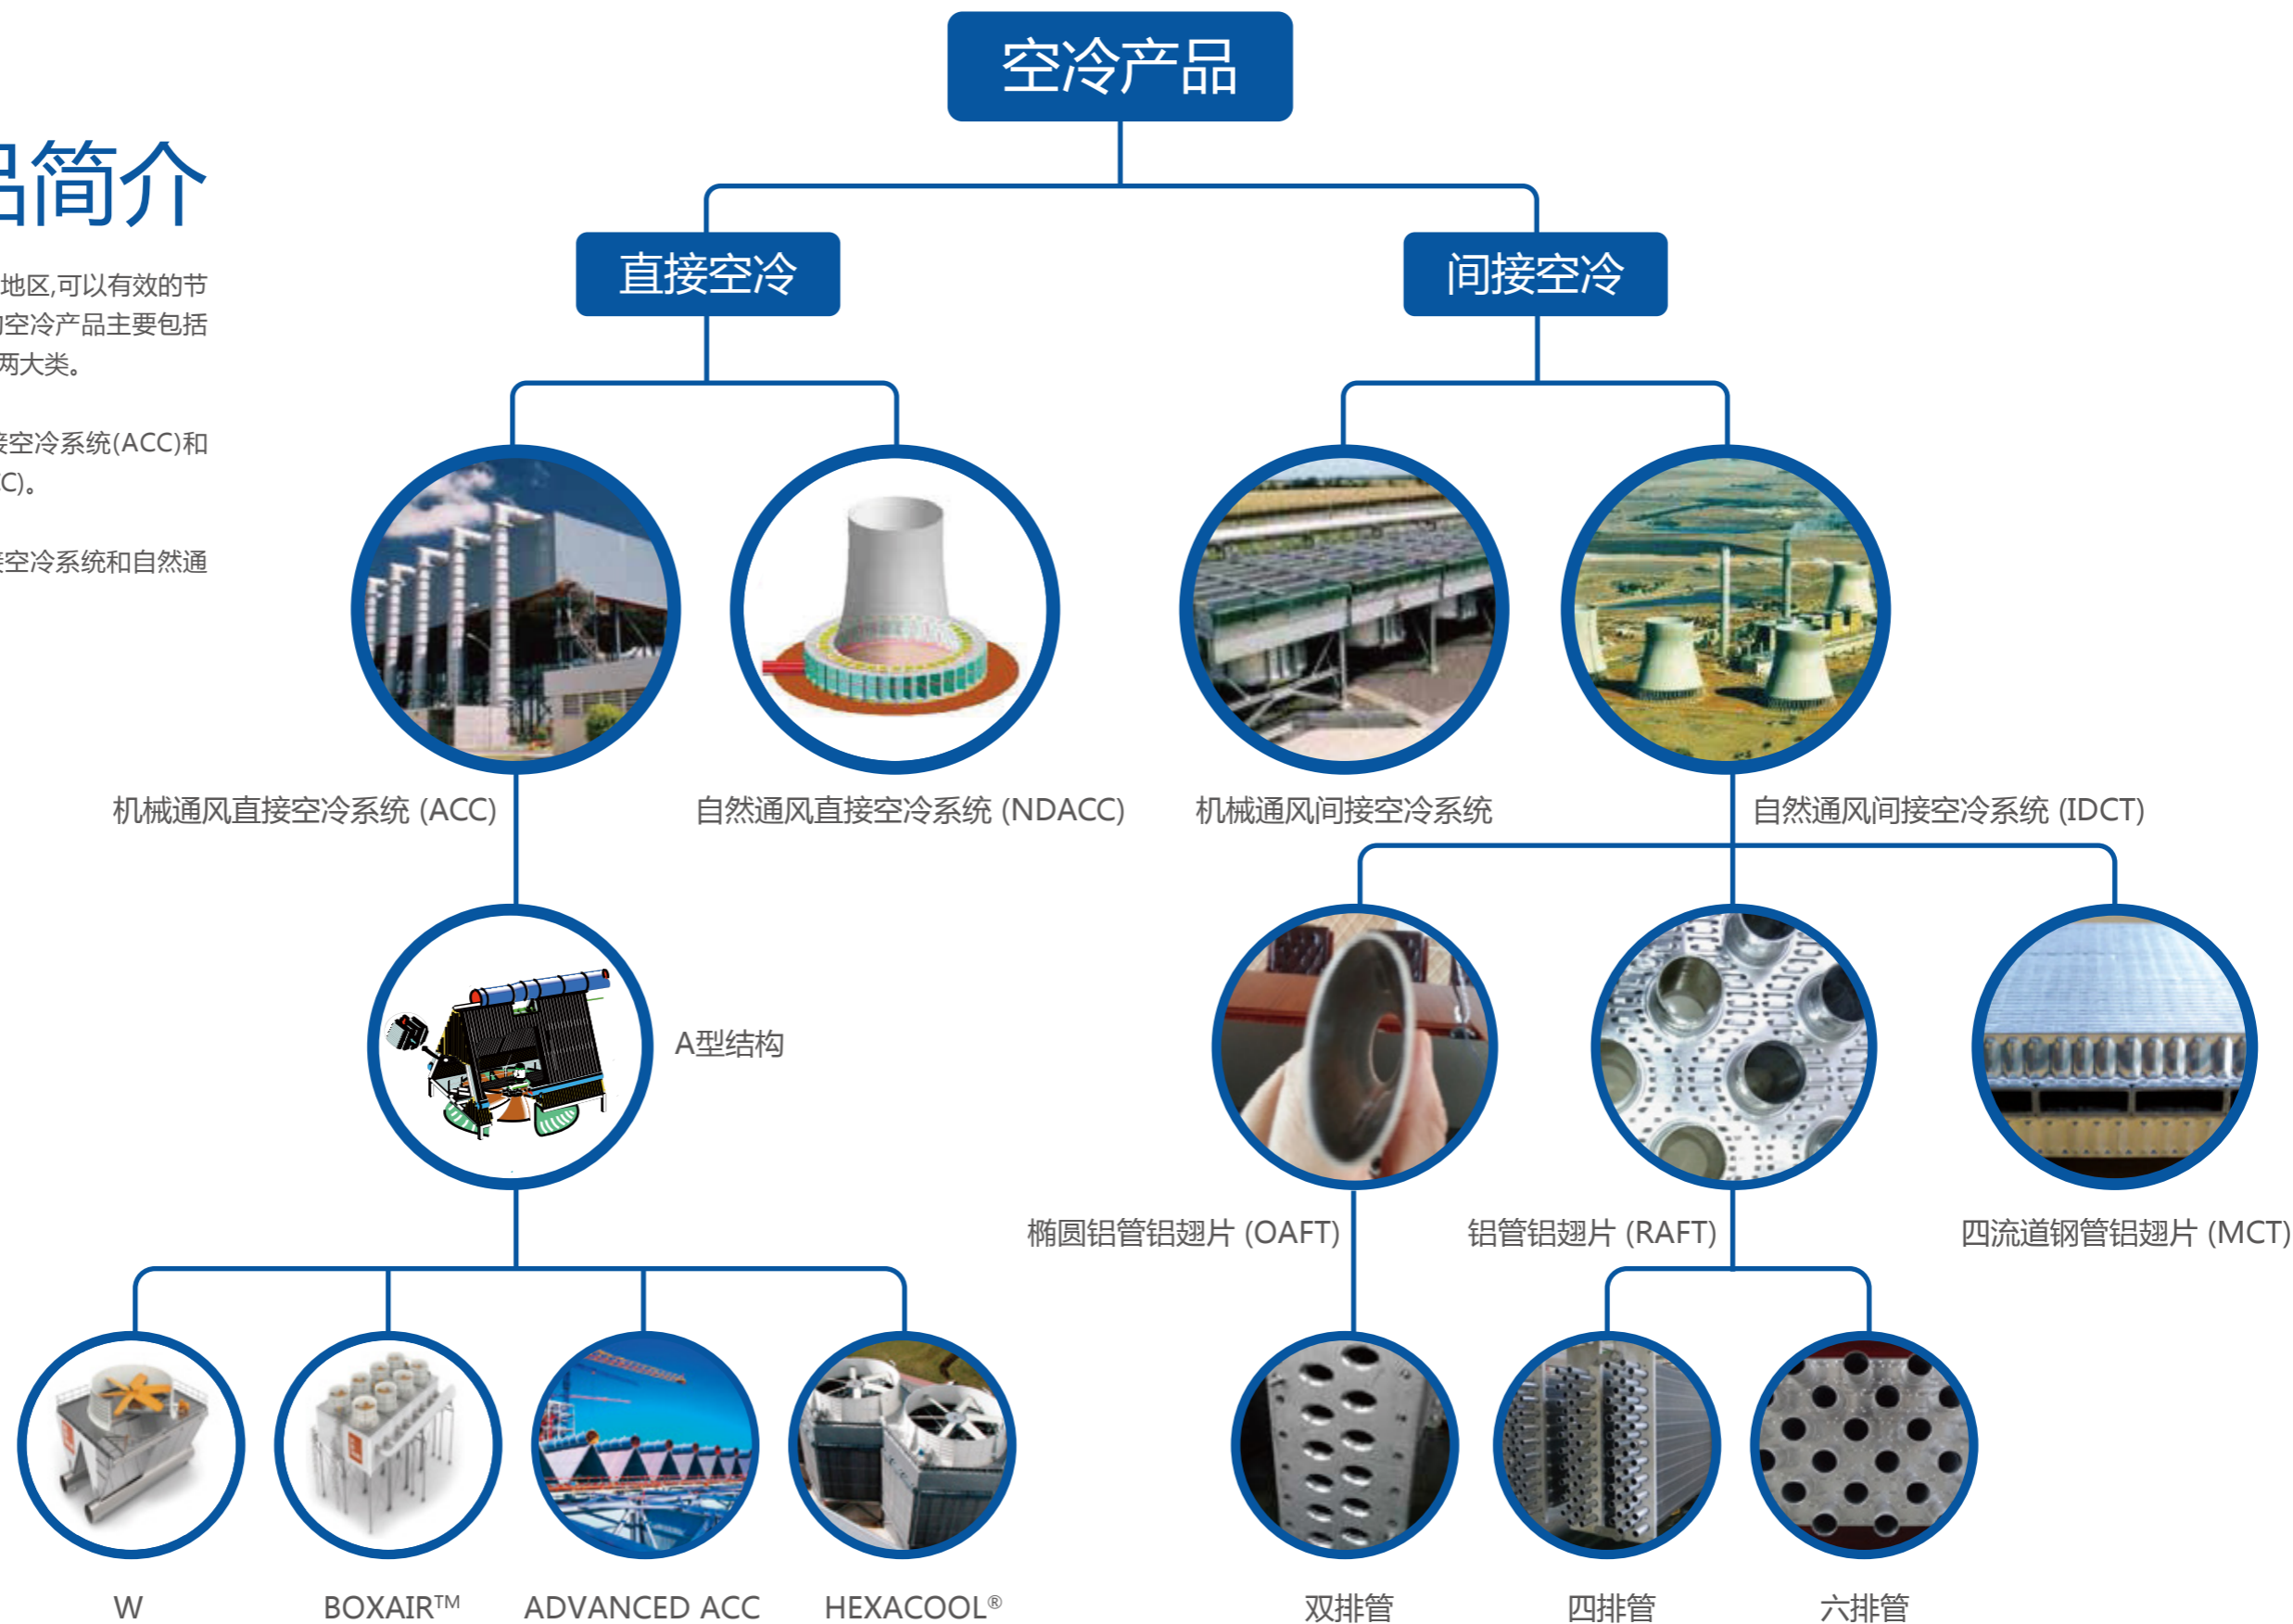 空冷产品
品简介
地区,可以有效的节
的空冷产品主要包括
两大类。
接空冷系统(ACC)和
C)。
接空冷系统和自然通
直接空冷
间接空冷
机械通风直接空冷系统 (ACC)
自然通风直接空冷系统 (NDACC)
机械通风间接空冷系统
自然通风间接空冷系统 (IDCT)
A型结构
椭圆铝管铝翅片 (OAFT)
铝管铝翅片 (RAFT)
四流道钢管铝翅片 (MCT)
W
BOXAIR™
ADVANCED ACC
HEXACOOL®
双排管
四排管
六排管